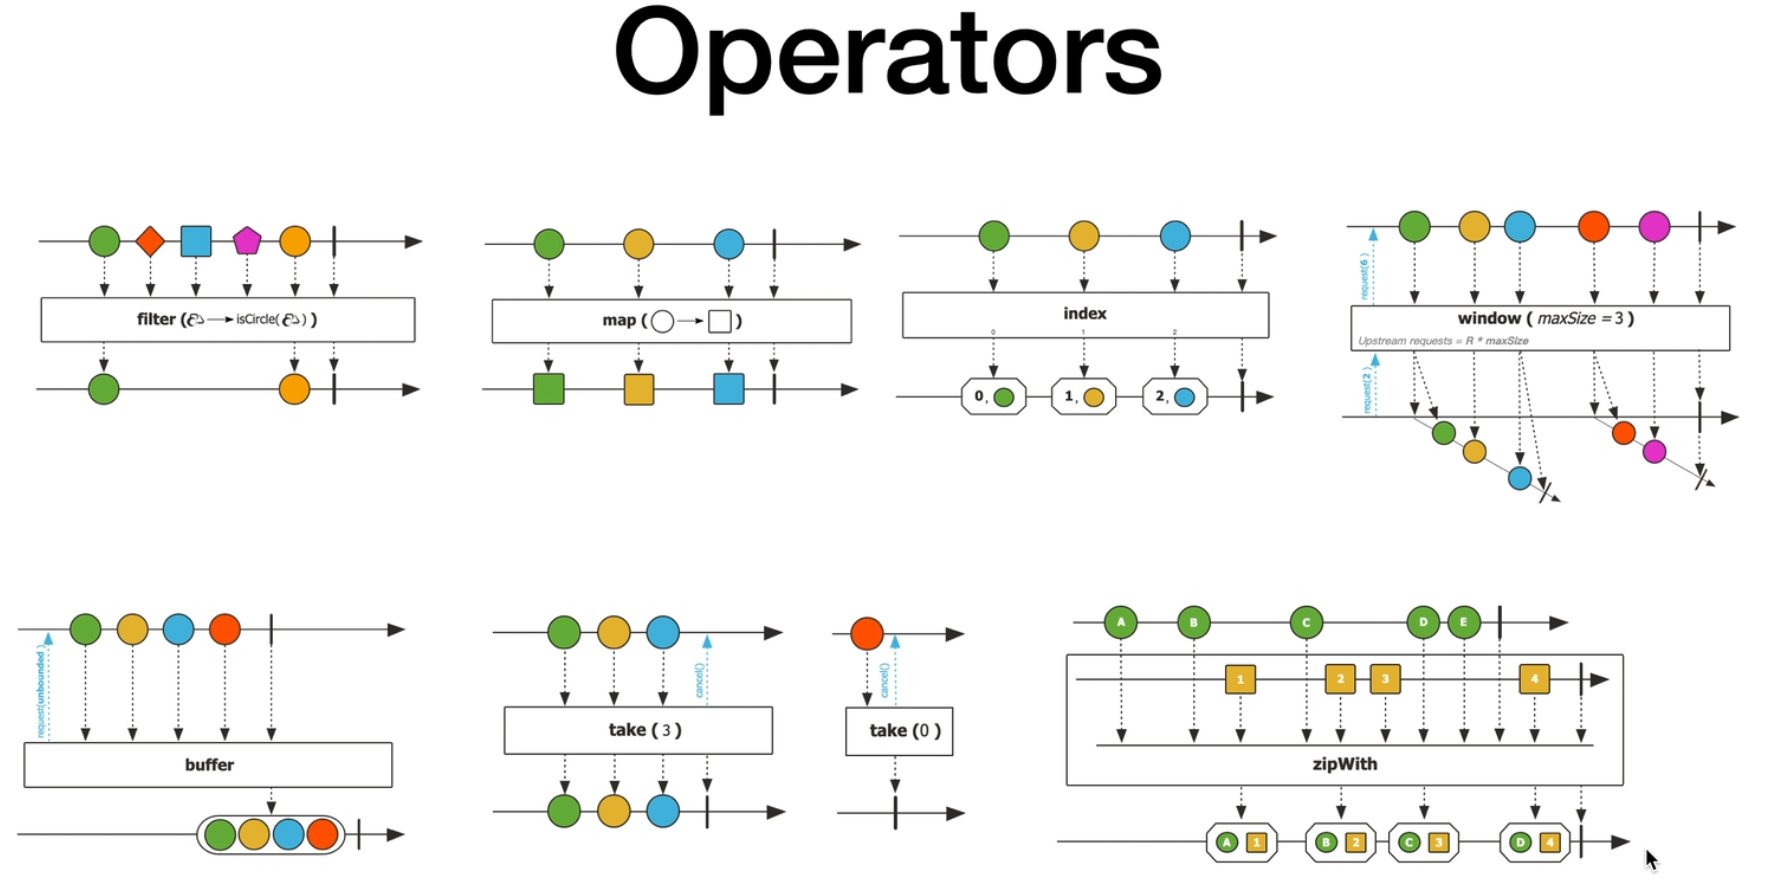 Operators
filter ( isCircle( ) )
map ( )
index
0 1 2
0, 1, 2,
request(6)
window ( maxSize = 3 )
Upstream requests = R * maxSize
request(2)
request(unbounded )
buffer
cancel()
take ( 3 )
cancel()
take (0 )
A B C D E
1 2 3 4
zipWith
A 1 B 2 C 3 D 4